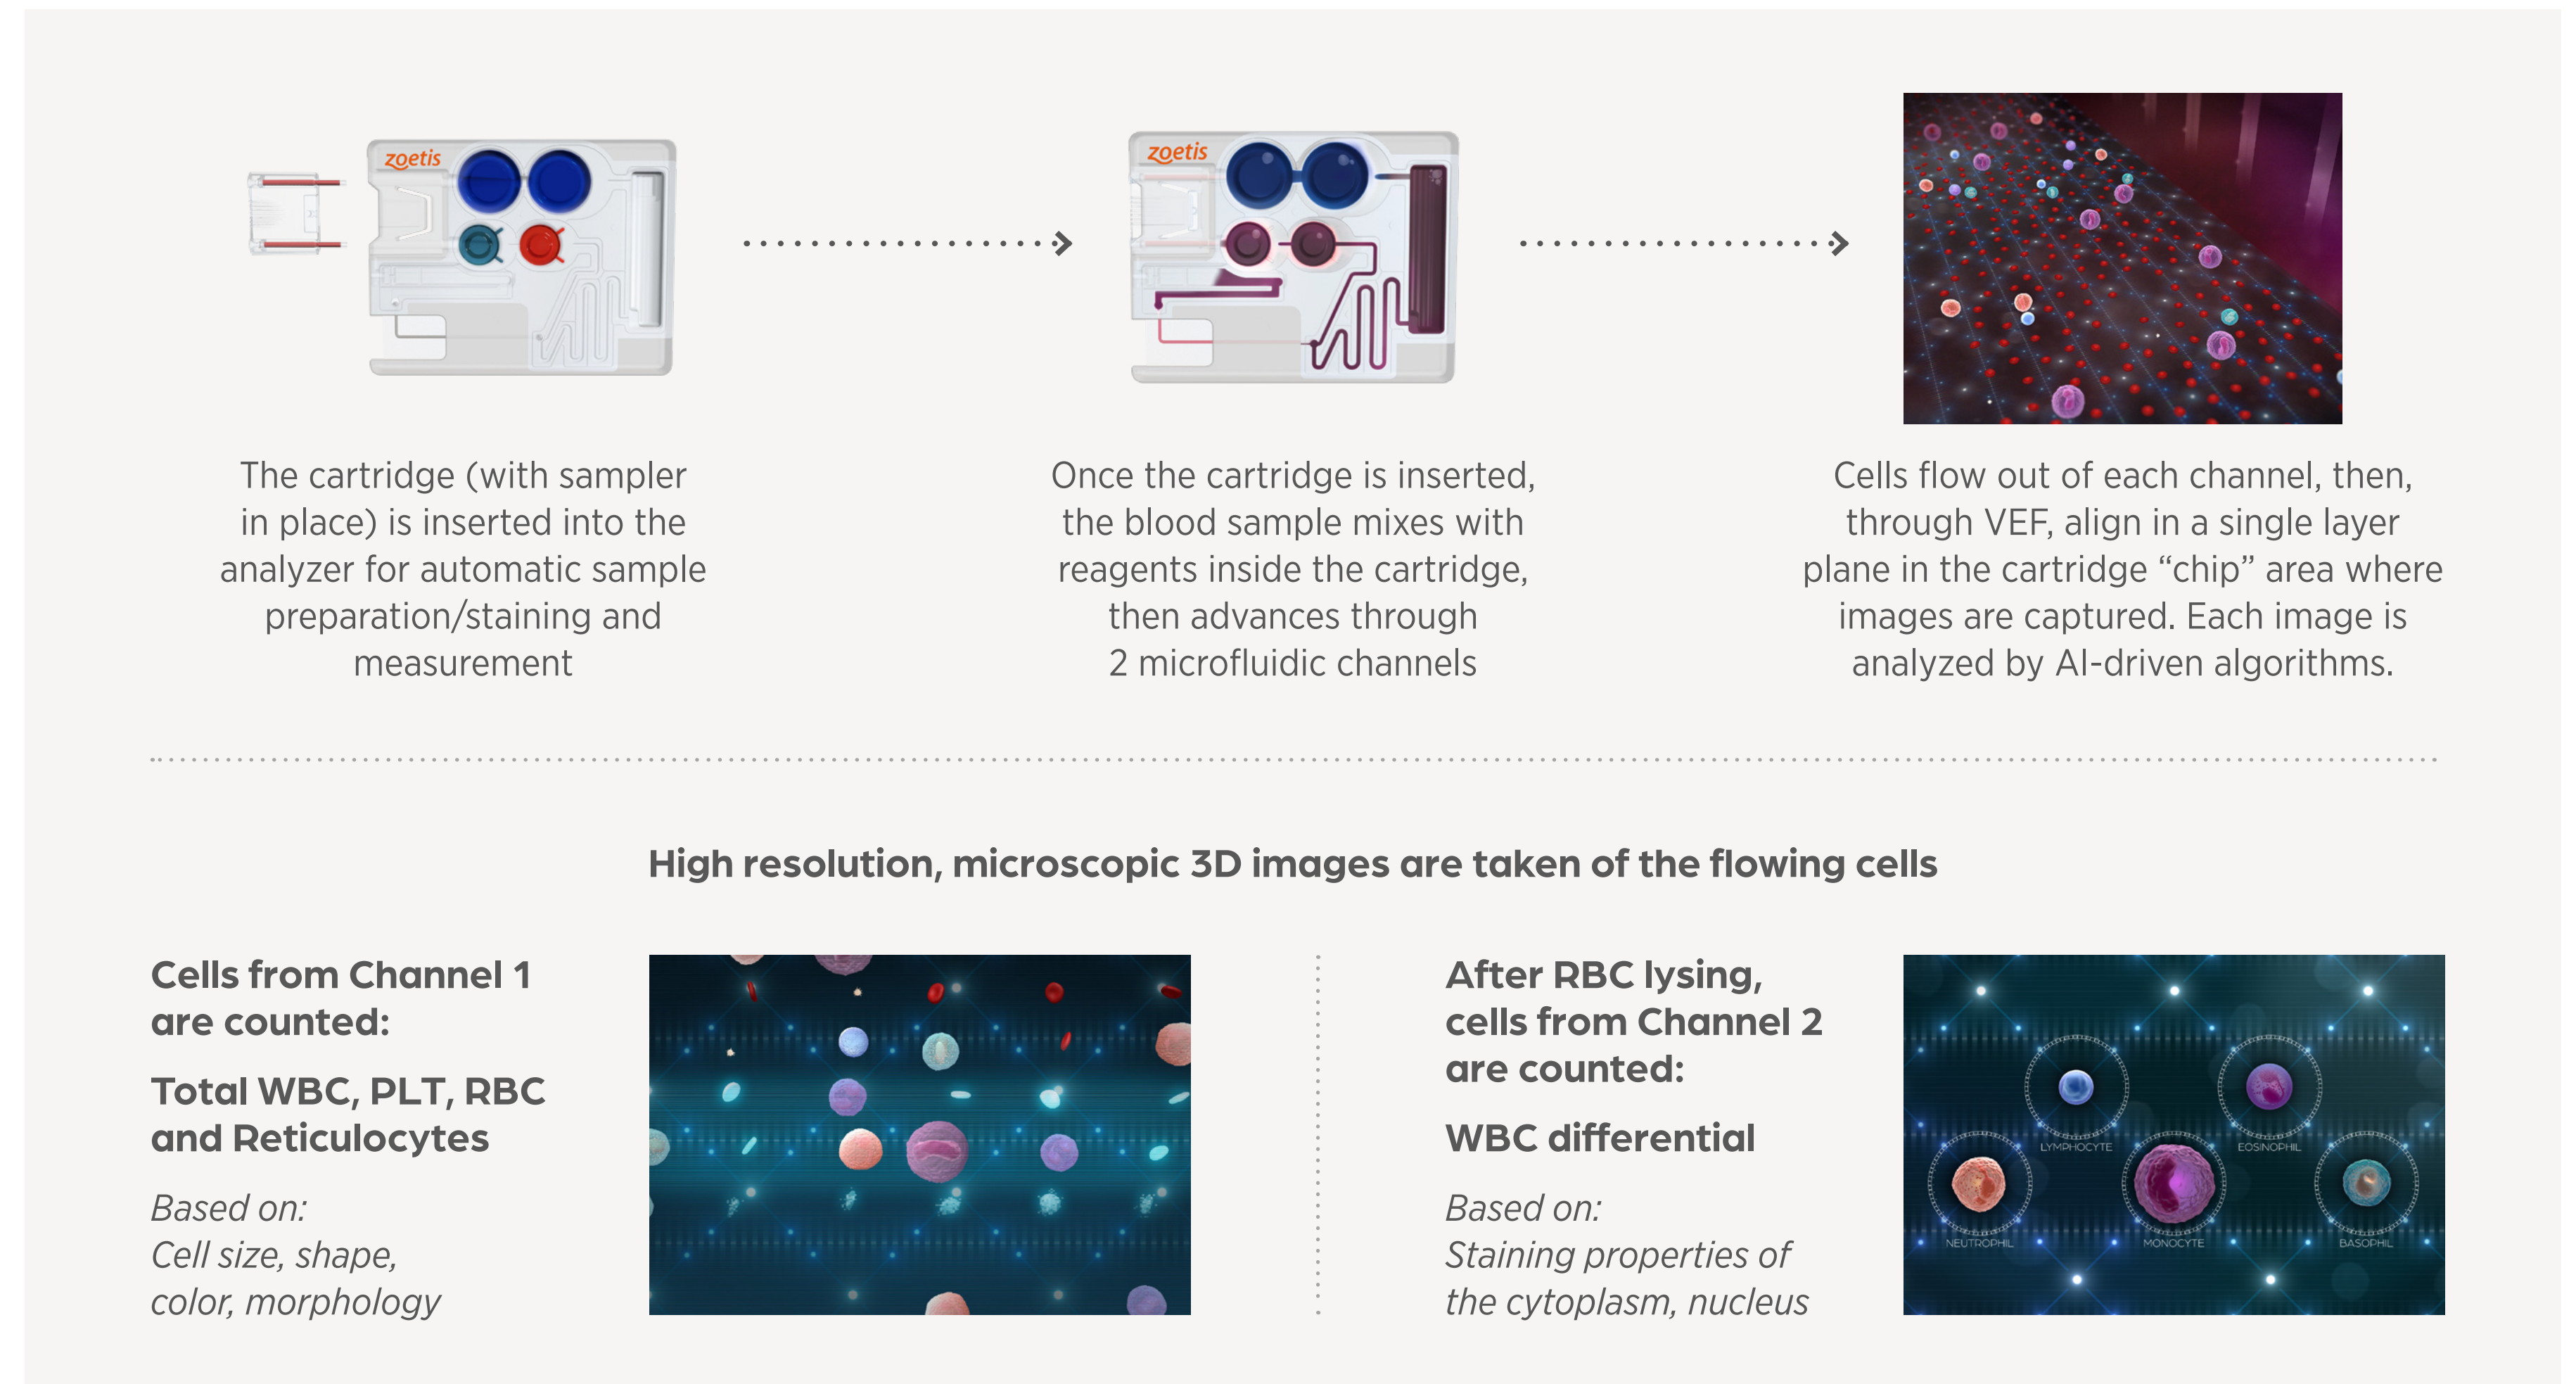 zoetis
zoetis
The cartridge (with sampler
in place) is inserted into the
analyzer for automatic sample
preparation/staining and
measurement
Once the cartridge is inserted,
the blood sample mixes with
reagents inside the cartridge,
then advances through
2 microfluidic channels
Cells flow out of each channel, then,
through VEF, align in a single layer
plane in the cartridge “chip” area where
images are captured. Each image is
analyzed by AI-driven algorithms.
High resolution, microscopic 3D images are taken of the flowing cells
Cells from Channel 1
are counted:
Total WBC, PLT, RBC
and Reticulocytes
Based on:
Cell size, shape,
color, morphology
After RBC lysing,
cells from Channel 2
are counted:
WBC differential
Based on:
Staining properties of
the cytoplasm, nucleus
LYMPHOCYTE
EOSINOPHIL
NEUTROPHIL
MONOCYTE
BASOPHIL